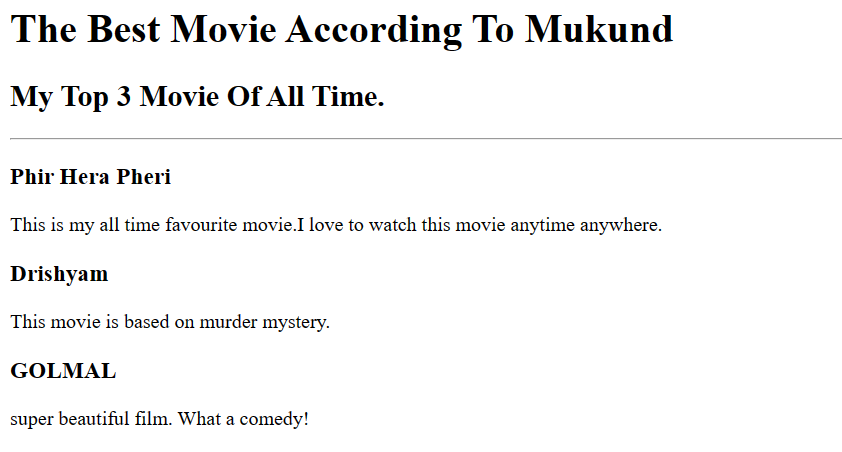 The Best Movie According To Mukund
My Top 3 Movie Of All Time.
Phir Hera Pheri
This is my all time favourite movie.I love to watch this movie anytime anywhere.
Drishyam
This movie is based on murder mystery.
GOLMAL
super beautiful film. What a comedy!